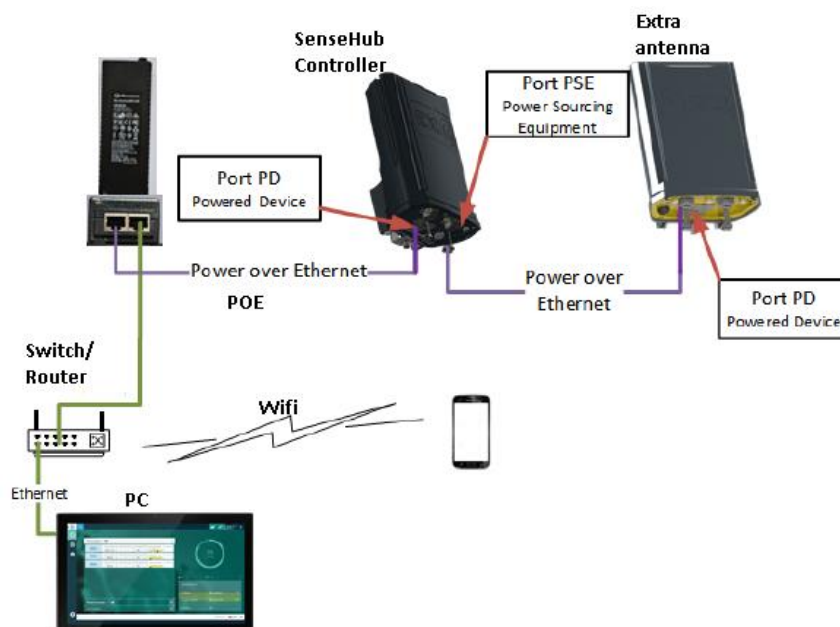 SenseHub
Controller
Extra
antenna
Port PSE
Power Sourcing
Equipment
Port PD
Powered Device
Power over Ethernet
POE
Power over
Ethernet
Port PD
Powered Device
Switch/
Router
Wifi
Ethernet
PC